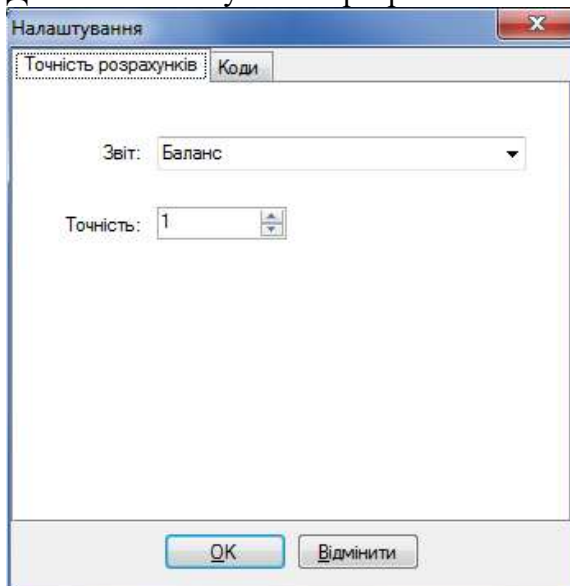 Налаштування
Точність розрахунків Коди
Звіт: Баланс
Точність: 1
OK Відмінити